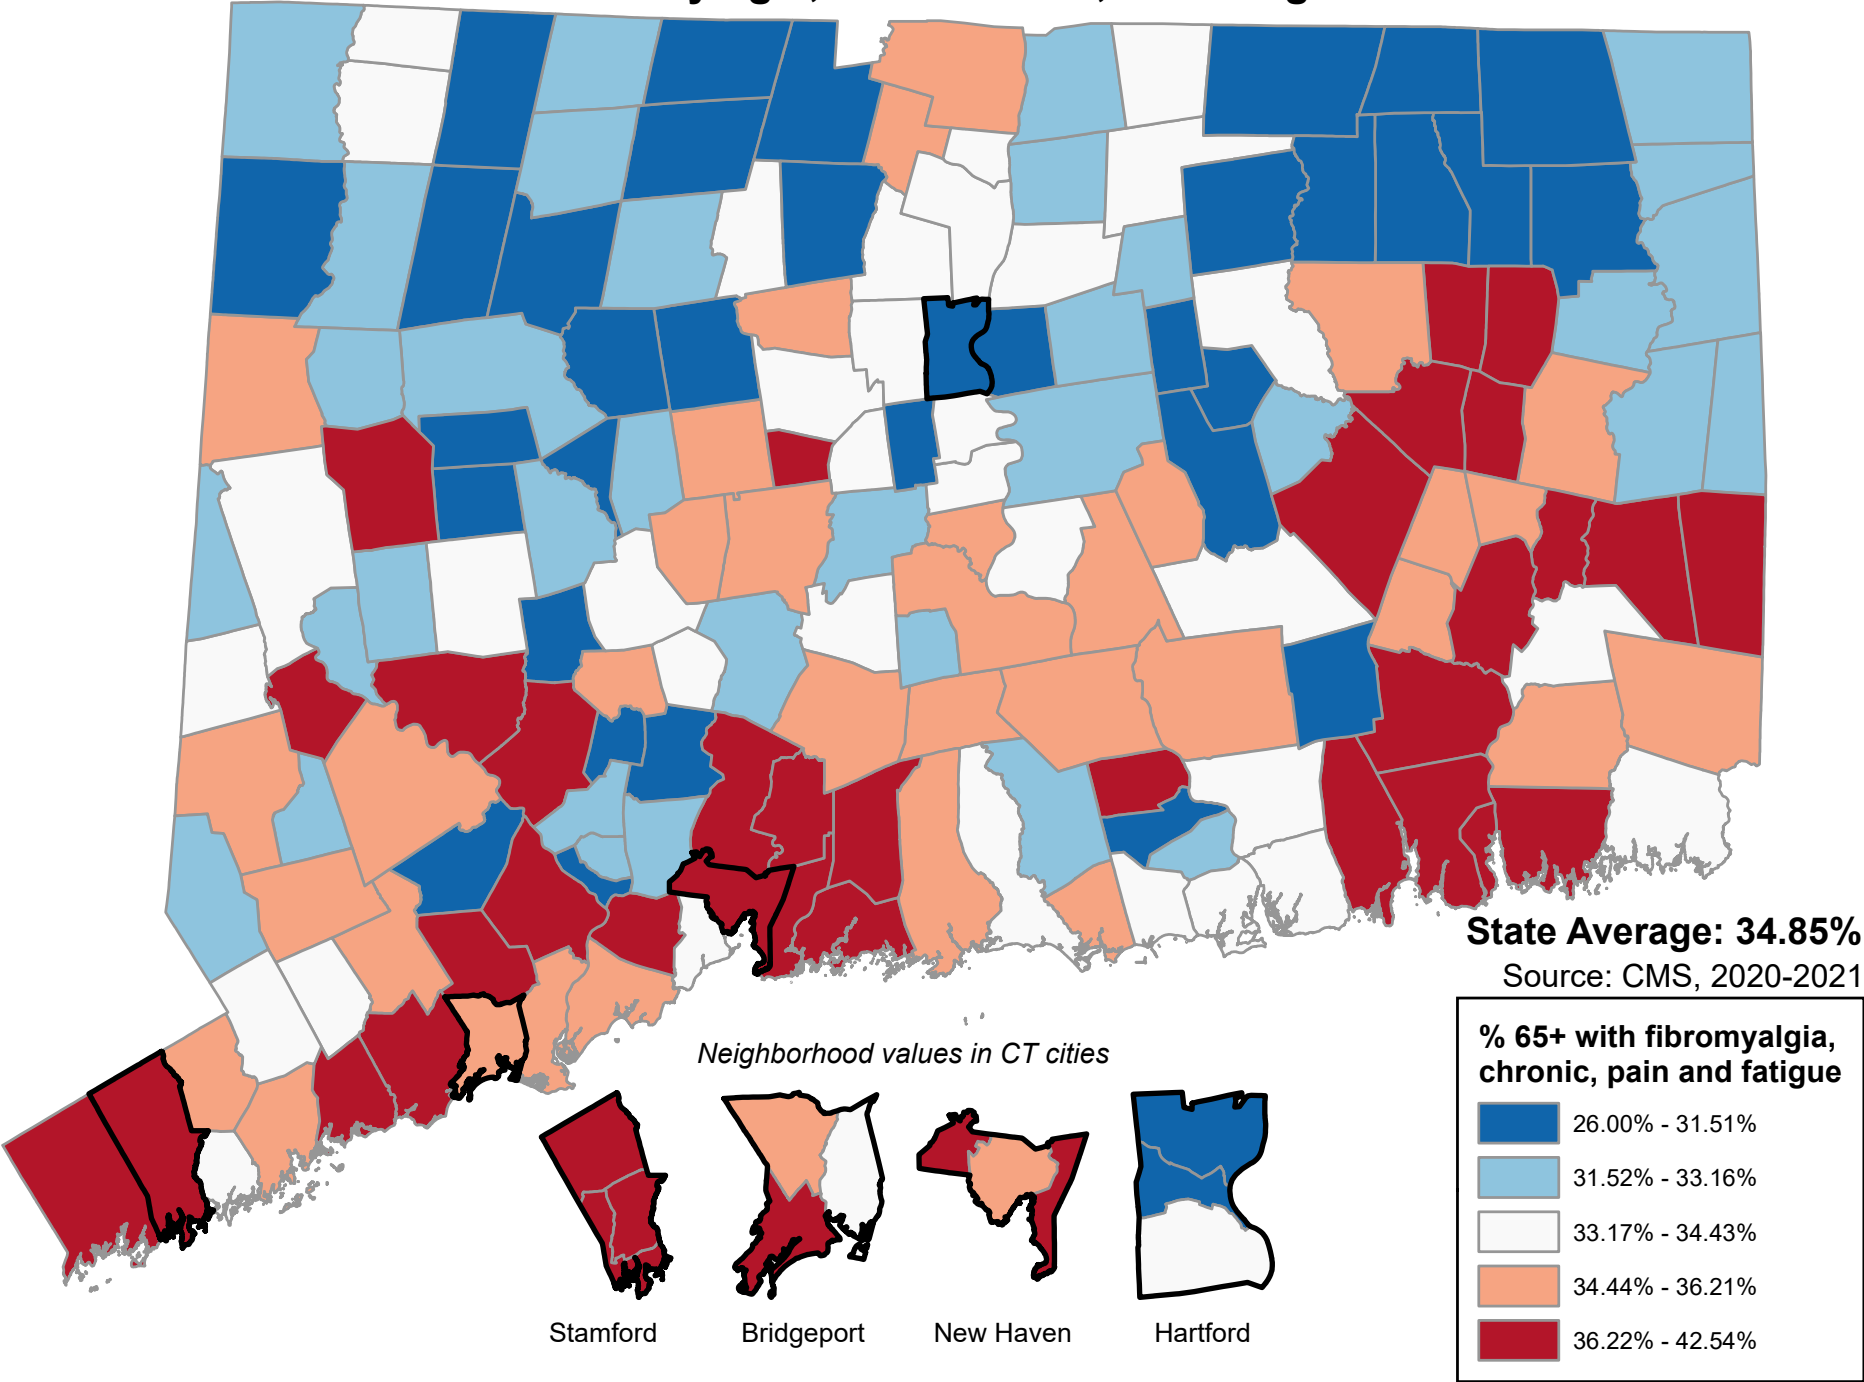 State Average: 34.85%
Source: CMS, 2020-2021
% 65+ with fibromyalgia,
chronic, pain and fatigue
26.00% - 31.51%
31.52% - 33.16%
33.17% - 34.43%
34.44% - 36.21%
36.22% - 42.54%
Neighborhood values in CT cities
Stamford
Bridgeport
New Haven
Hartford